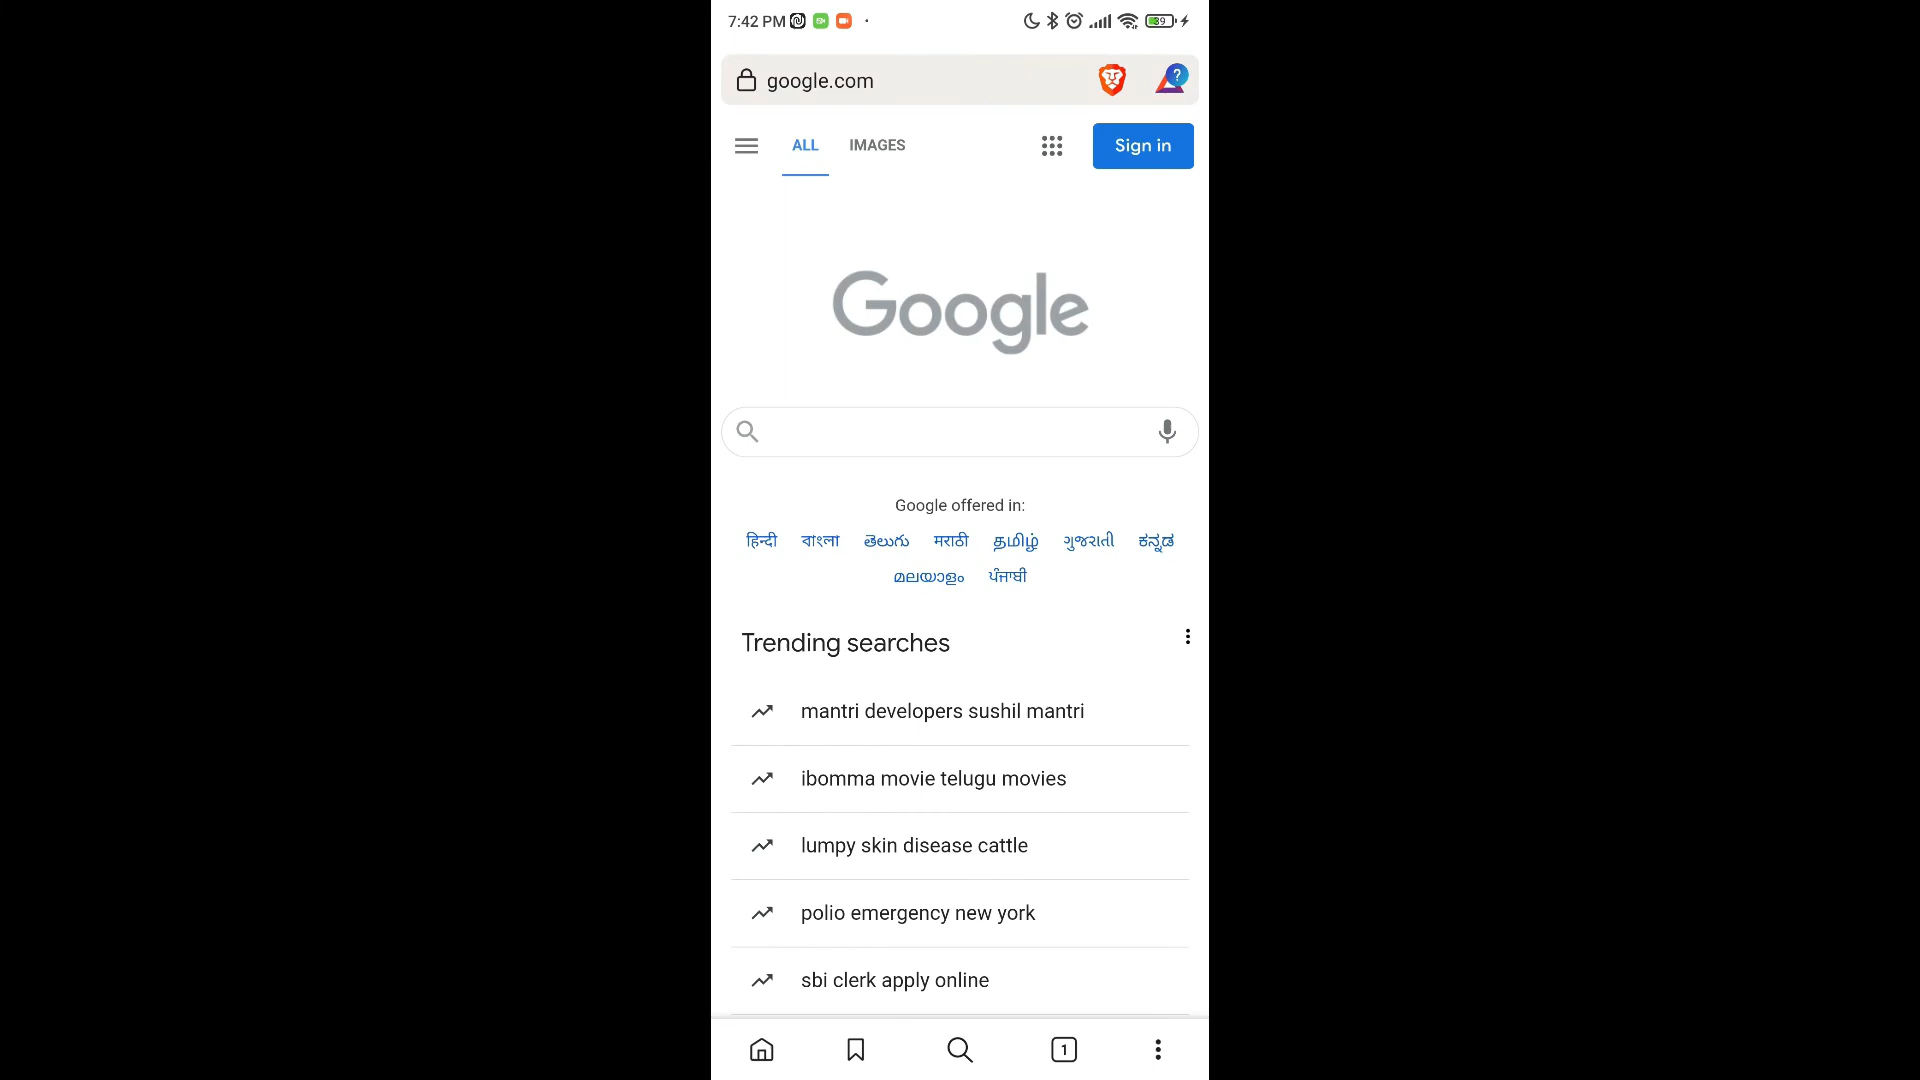 7:42 PM 39
google.com ?
ALL IMAGES Sign in
Google
Google offered in:
हिन्दी বাংলা తెలుగు मराठी தமிழ் ગુજરાતી ಕನ್ನಡ
മലയാളം ਪੰਜਾਬੀ
Trending searches
mantri developers sushil mantri
ibomma movie telugu movies
lumpy skin disease cattle
polio emergency new york
sbi clerk apply online
1